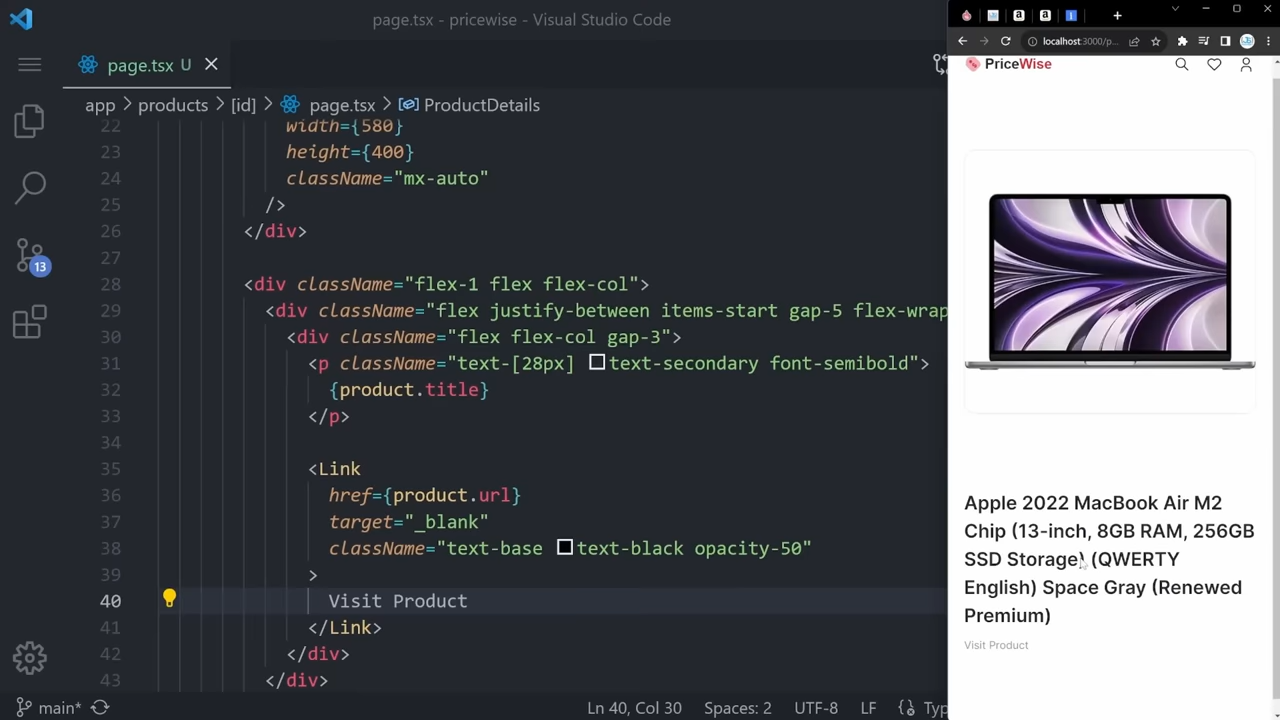 page.tsx - pricewise - Visual Studio Code
page.tsx U
app > products > [id] > page.tsx > ProductDetails
22 width={580}
23 height={400}
24 className="mx-auto"
25 />
26 </div>
27
28 <div className="flex-1 flex flex-col">
29 <div className="flex justify-between items-start gap-5 flex-wrap
30 <div className="flex flex-col gap-3">
31 <p className="text-[28px] text-secondary font-semibold">
32 {product.title}
33 </p>
34
35 <Link
36 href={product.url}
37 target="_blank"
38 className="text-base text-black opacity-50"
39 >
40 Visit Product
41 </Link>
42 </div>
43 </div>
13
main*
Ln 40, Col 30
Spaces: 2
UTF-8
LF
Typ
localhost:3000/p...
PriceWise
Apple 2022 MacBook Air M2
Chip (13-inch, 8GB RAM, 256GB
SSD Storage) (QWERTY
English) Space Gray (Renewed
Premium)
Visit Product